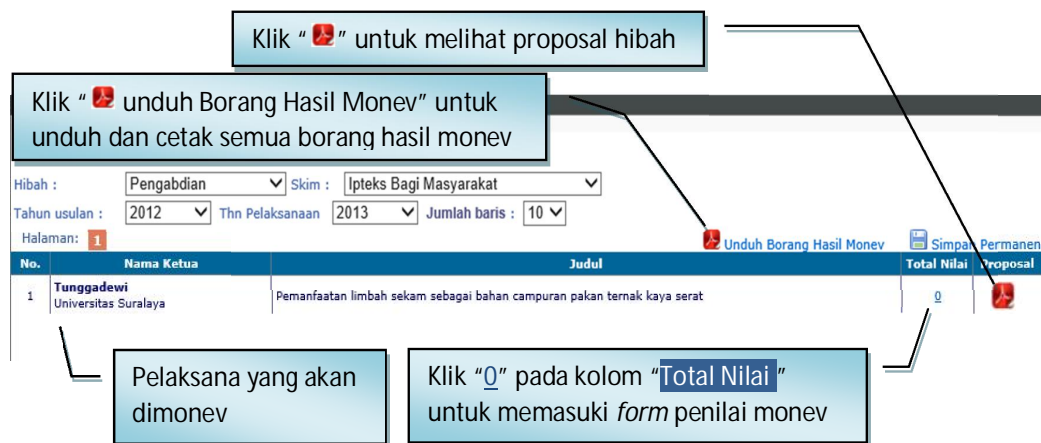 Klik “ ” untuk melihat proposal hibah
Klik “ unduh Borang Hasil Monev” untuk
unduh dan cetak semua borang hasil monev
Hibah : Pengabdian Skim : Ipteks Bagi Masyarakat
Tahun usulan : 2012 Thn Pelaksanaan 2013 Jumlah baris : 10
Halaman: 1
Unduh Borang Hasil Monev Simpan Permanen
No. Nama Ketua Judul Total Nilai Proposal
1 Tunggadewi Universitas Suralaya Pemanfaatan limbah sekam sebagai bahan campuran pakan ternak kaya serat 0
Pelaksana yang akan
dimonev
Klik “0” pada kolom “Total Nilai ”
untuk memasuki form penilai monev